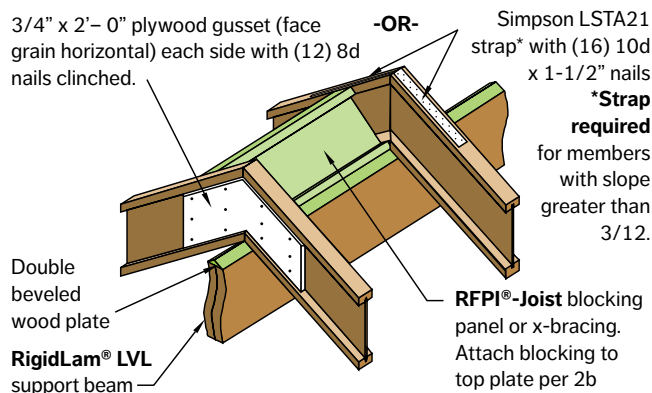 3/4” x 2’– 0” plywood gusset (face
grain horizontal) each side with (12) 8d
nails clinched.
-OR-
Simpson LSTA21
strap* with (16) 10d
x 1-1/2” nails
*Strap
required
for members
with slope
greater than
3/12.
Double
beveled
wood plate
RigidLam® LVL
support beam
RFPI®-Joist blocking
panel or x-bracing.
Attach blocking to
top plate per 2b